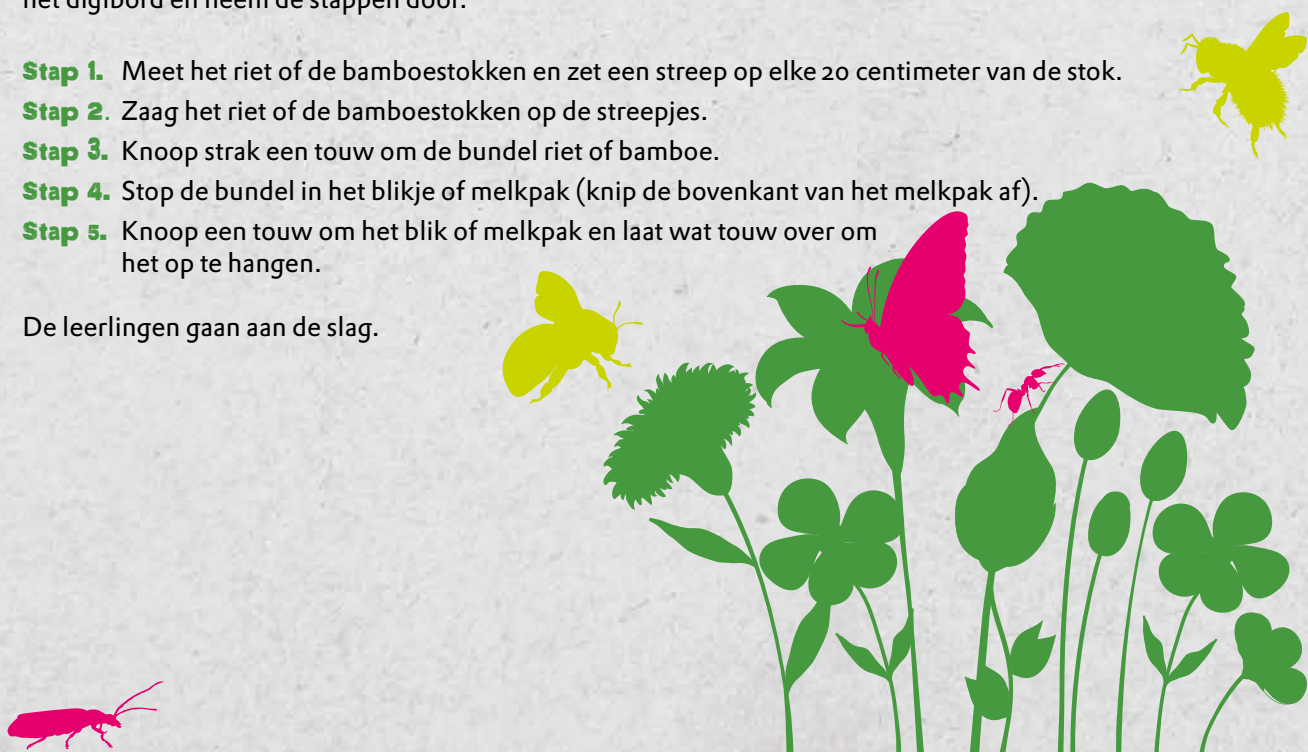 het digibord en neem de stappen door.
Stap 1. Meet het riet of de bamboestokken en zet een streep op elke 20 centimeter van de stok.
Stap 2. Zaag het riet of de bamboestokken op de streepjes.
Stap 3. Knoop strak een touw om de bundel riet of bamboe.
Stap 4. Stop de bundel in het blikje of melkpak (knip de bovenkant van het melkpak af).
Stap 5. Knoop een touw om het blik of melkpak en laat wat touw over om
het op te hangen.
De leerlingen gaan aan de slag.